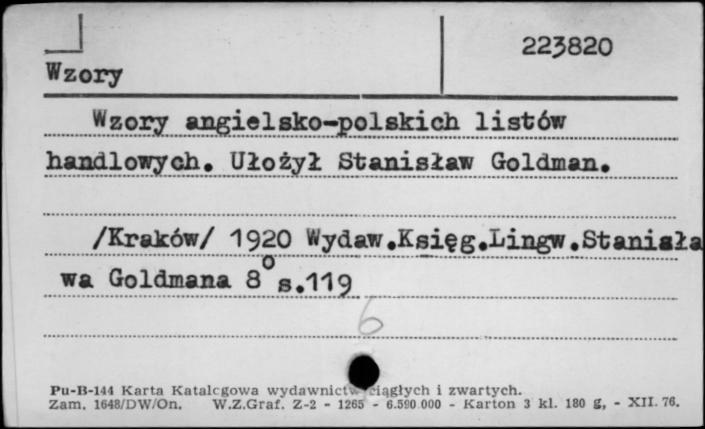 223820
Wzory
Wzory angielsko-polskich listów
handlowych. Ułożył Stanisław Goldman.
/Kraków/ 1920 Wydaw.Księg.Lingw.Stanisła
wa Goldmana 8° s.119
6
Pu-B-144 Karta Katalogowa wydawnictw ciągłych i zwartych.
Zam. 1648/DW/On. W.Z.Graf. Z-2 - 1265 - 6.590 000 - Karton 3 kl. 180 g, - XII. 76.